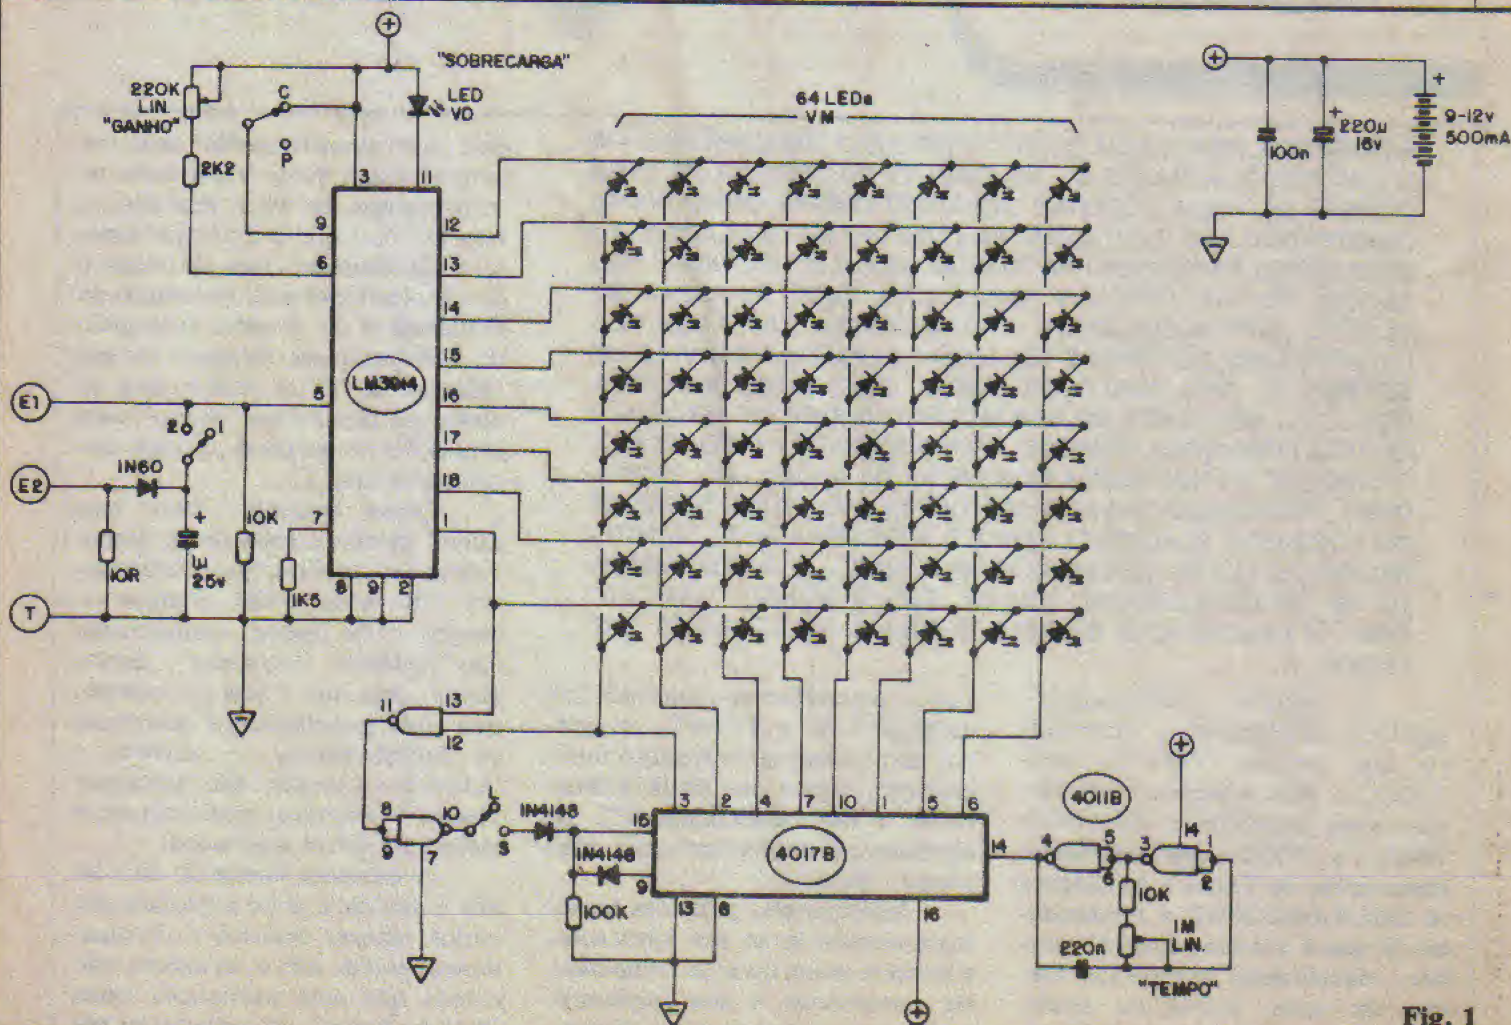 "SOBRECARGA"
LED
VD
220K
LIN.
"GANHO"
C
P
2K2
3
11
9
6
5
7
8
9
2
LM3914
12
13
14
15
16
17
18
1
64 LEDs
VM
100n
+
220µ
16v
+
9-12v
500mA
E1
E2
T
2
1
1N60
10R
+
1µ
25v
10K
1K5
11
13
12
8
9
10
7
L
S
1N4148
1N4148
100K
15
9
3
2
4
7
10
1
5
6
4017B
13
8
16
14
4011B
4
5
6
3
14
1
2
10K
1M
LIN.
220n
"TEMPO"
Fig. 1